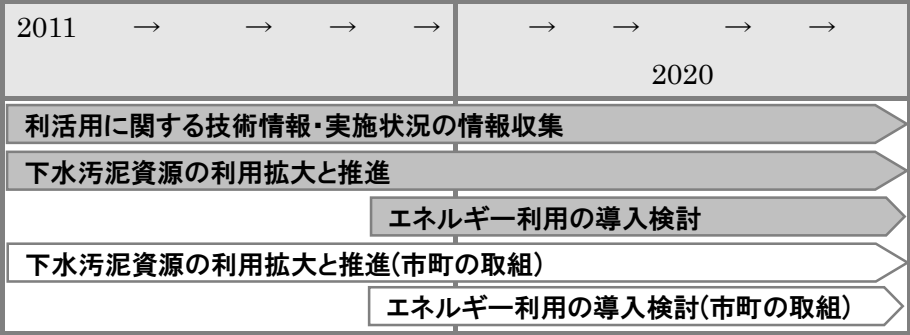 2011 → → → → → → → →
2020
利活用に関する技術情報・実施状況の情報収集
下水汚泥資源の利用拡大と推進
エネルギー利用の導入検討
下水汚泥資源の利用拡大と推進(市町の取組)
エネルギー利用の導入検討(市町の取組)